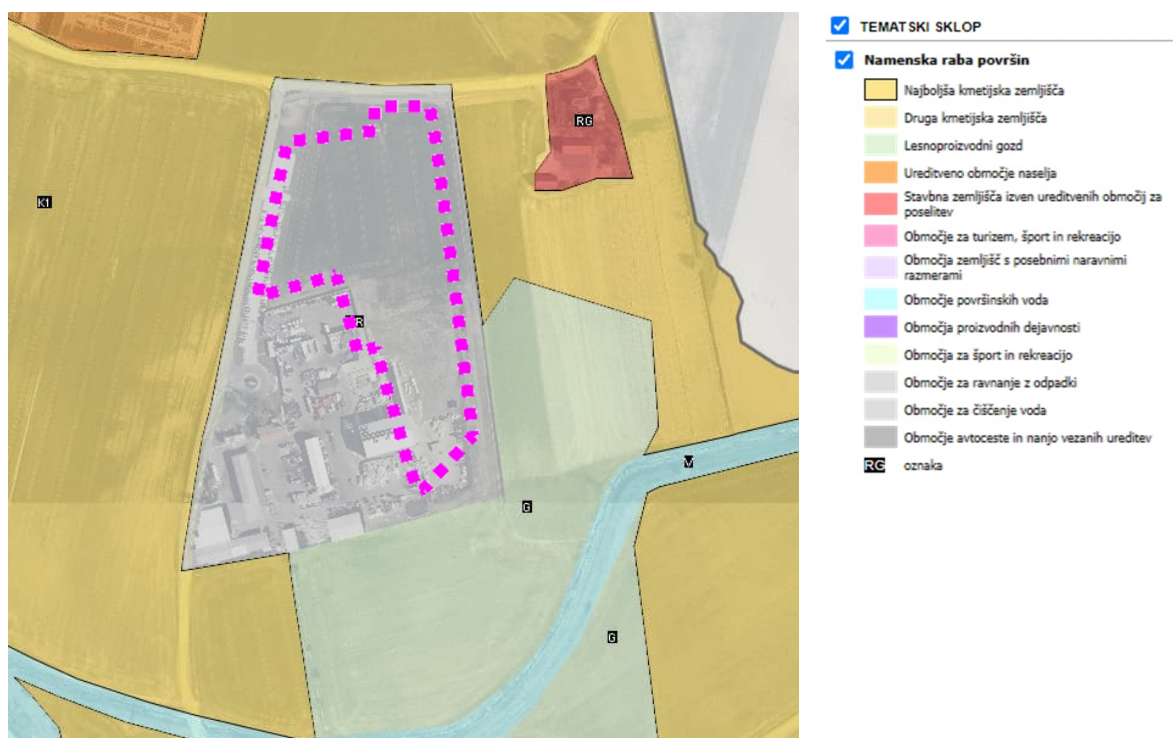 TEMATSKI SKLOP
Namenska raba površin
Najboljša kmetijska zemljišča
Druga kmetijska zemljišča
Lesnoproizvodni gozd
Ureditveno območje naselja
Stavbna zemljišča izven ureditvenih območij za
poselitev
Območje za turizem, šport in rekreacijo
Območja zemljišč s posebnimi naravnimi
razmerami
Območje površinskih voda
Območja proizvodnih dejavnosti
Območja za šport in rekreacijo
Območje za ravnanje z odpadki
Območje za čiščenje voda
Območje avtoceste in nanjo vezanih ureditev
RG oznaka
RG
K1
R
V
G
G